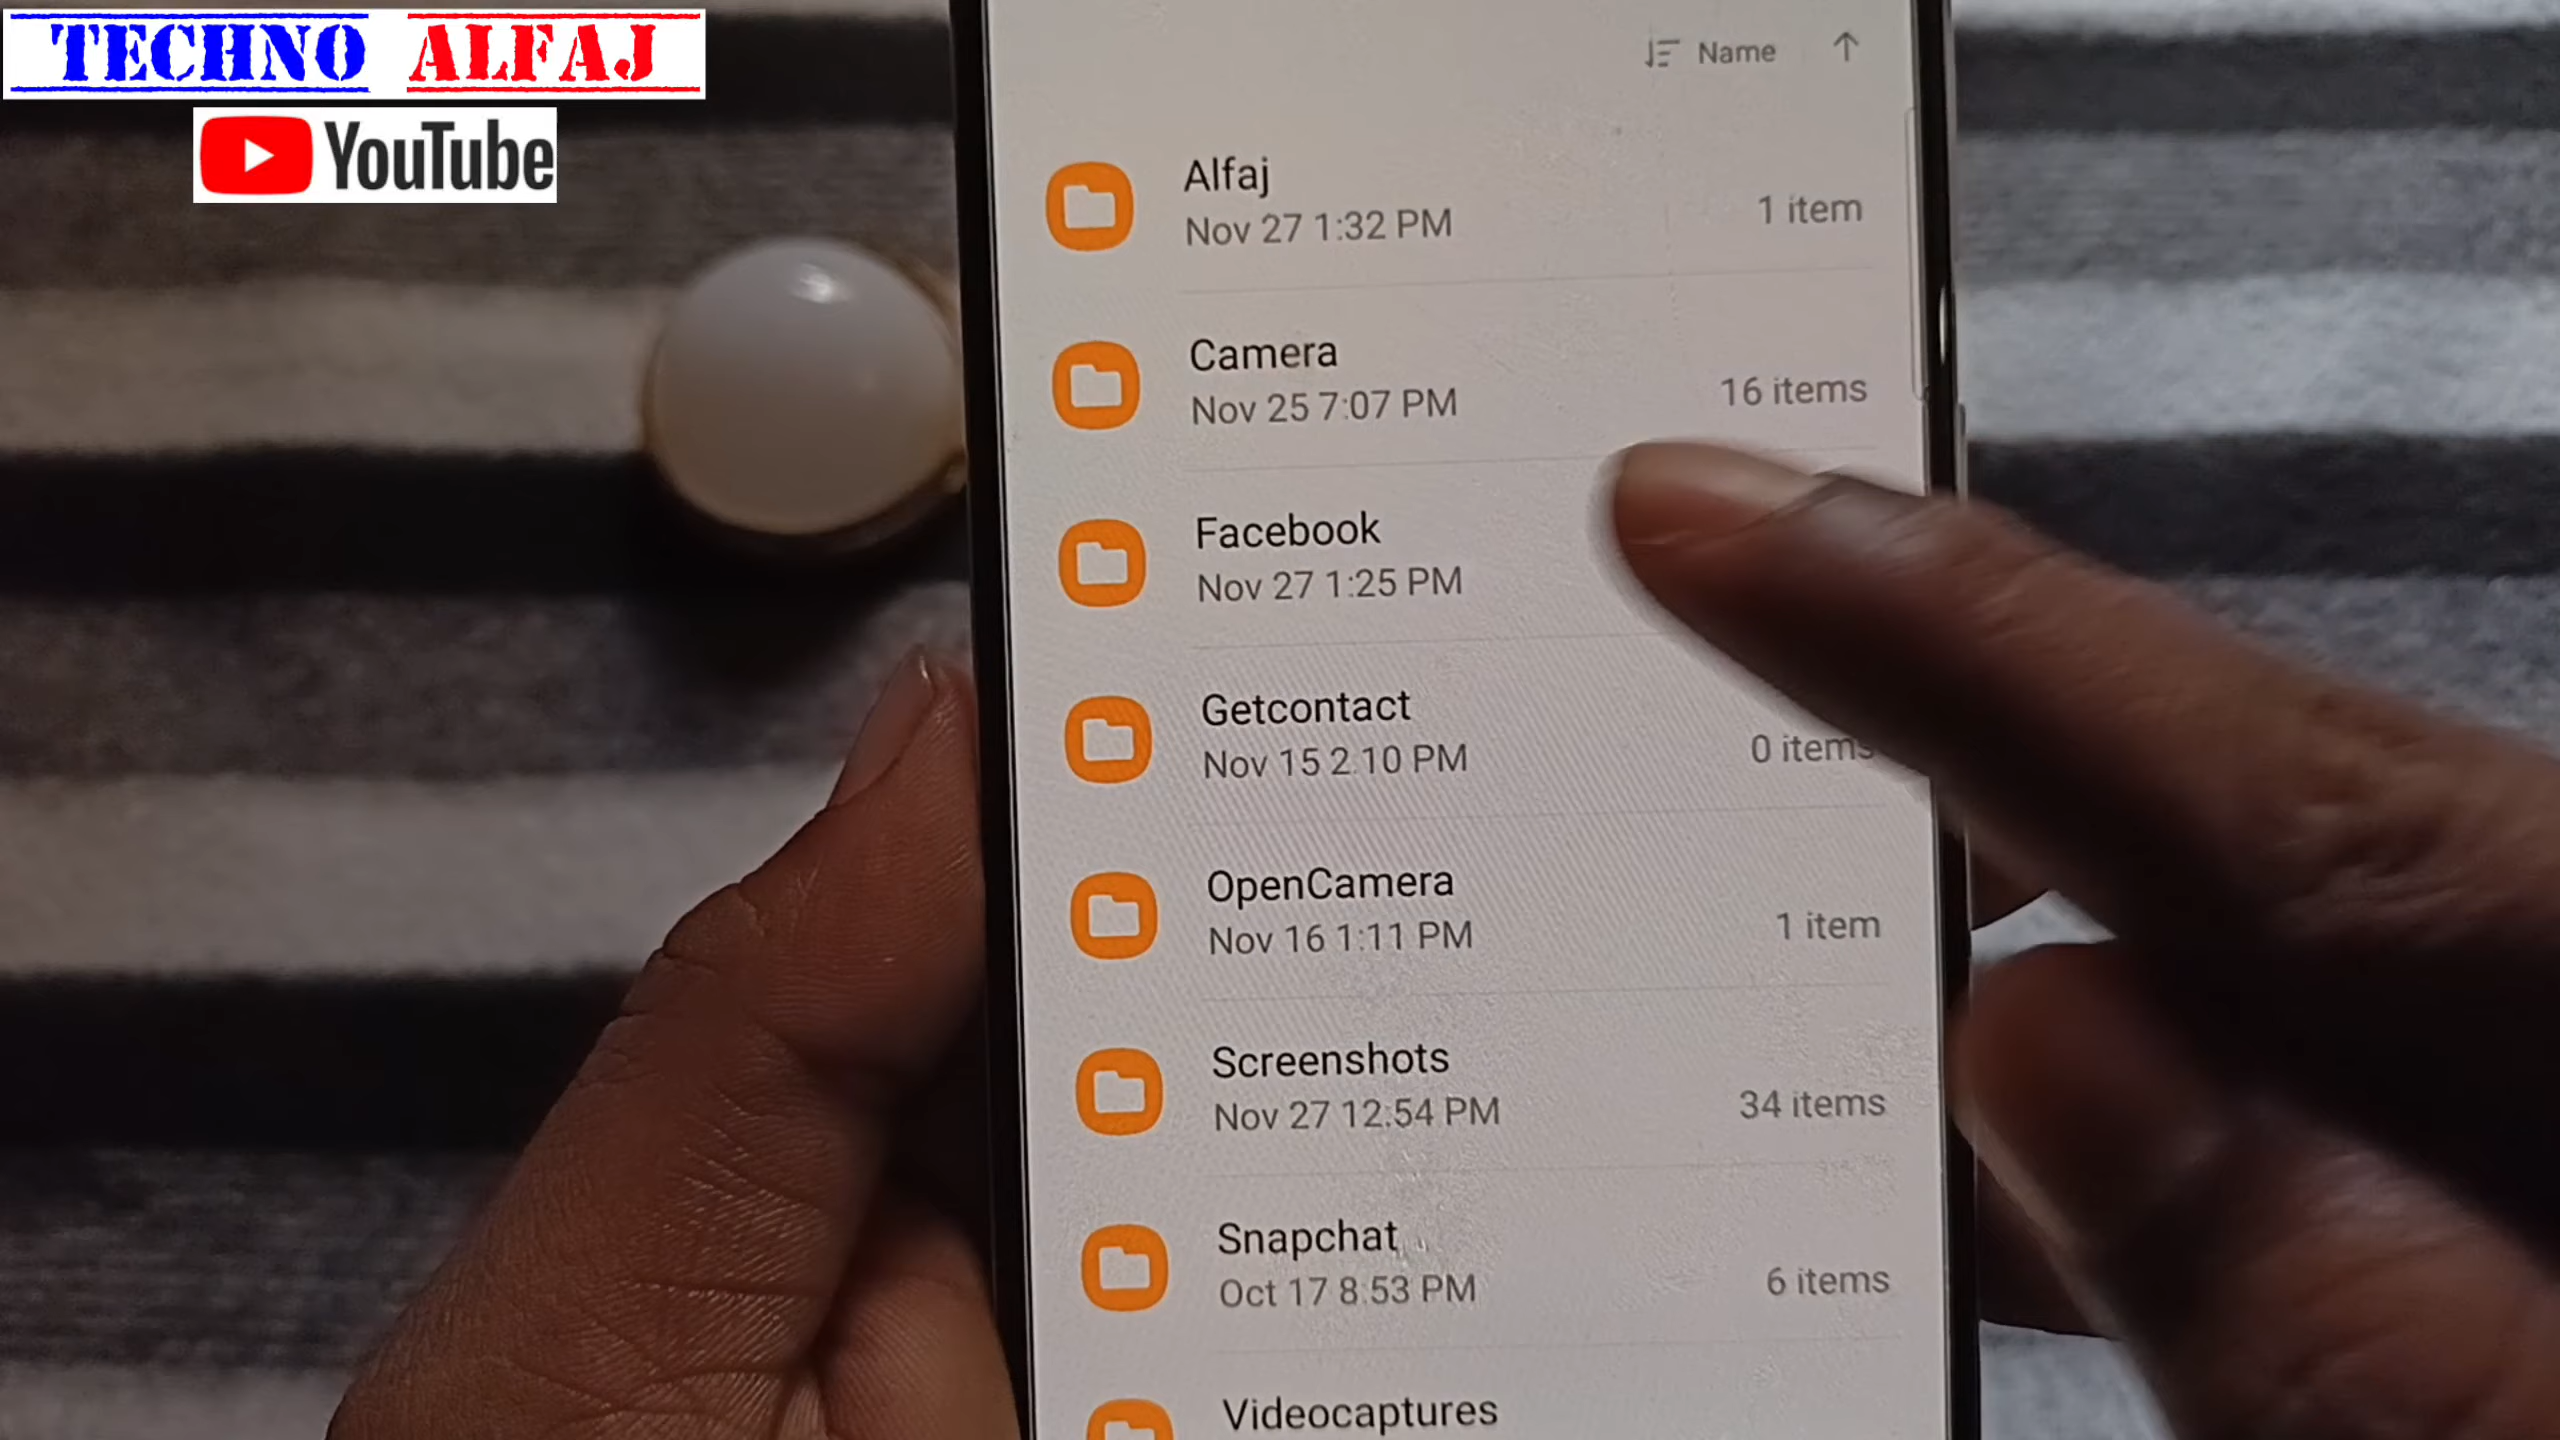 TECHNO ALFAJ
YouTube
Name
Alfaj
Nov 27 1:32 PM
1 item
Camera
Nov 25 7:07 PM
16 items
Facebook
Nov 27 1:25 PM
Getcontact
Nov 15 2:10 PM
0 items
OpenCamera
Nov 16 1:11 PM
1 item
Screenshots
Nov 27 12:54 PM
34 items
Snapchat
Oct 17 8:53 PM
6 items
Videocaptures